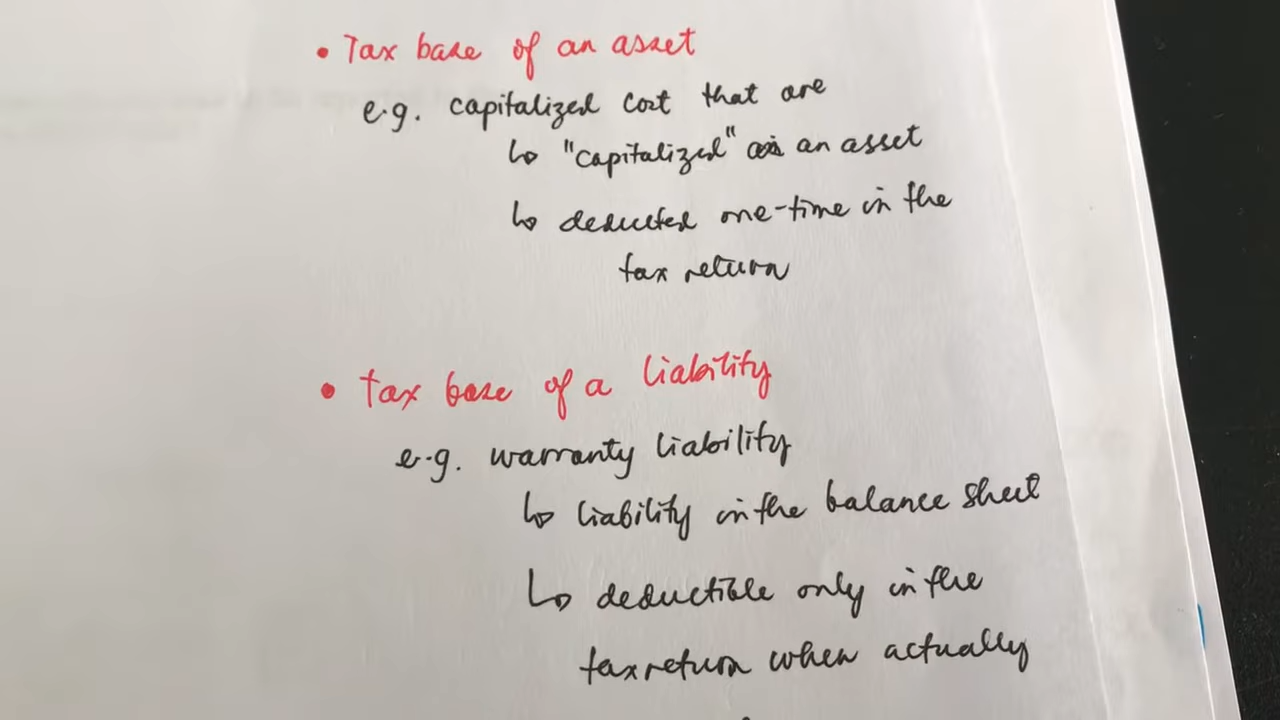 • Tax base of an asset
e.g. capitalized cost that are
↳ "capitalized" as an asset
↳ deducted one-time in the
tax return
• tax base of a liability
e.g. warranty liability
↳ liability in the balance sheet
↳ deductible only in the
tax return when actually